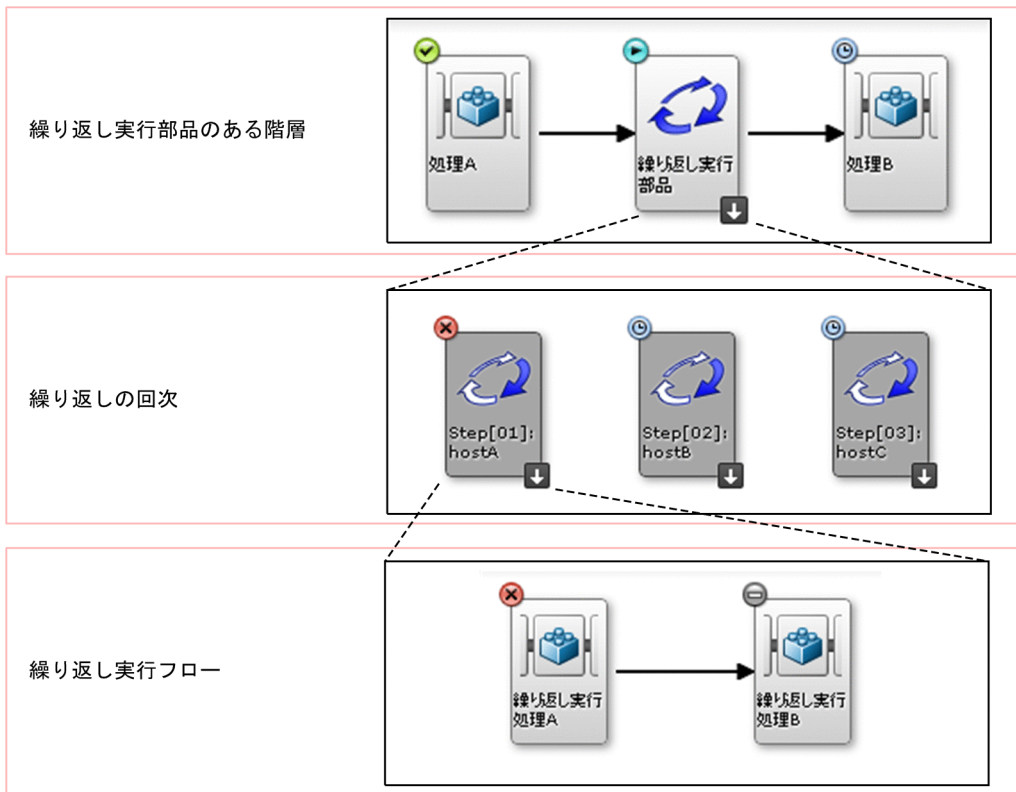 繰り返し実行部品のある階層
処理A
繰り返し実行
部品
処理B
繰り返しの回次
Step[01]:
hostA
Step[02]:
hostB
Step[03]:
hostC
繰り返し実行フロー
繰り返し実行
処理A
繰り返し実行
処理B